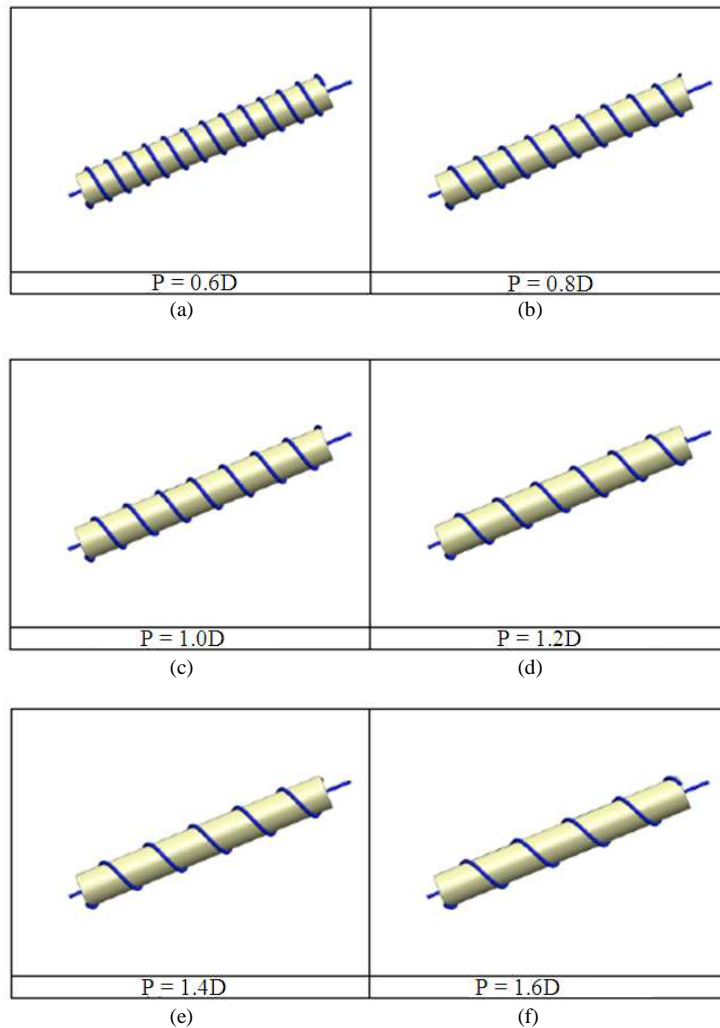 P = 0.6D
P = 0.8D
(a)
(b)
P = 1.0D
P = 1.2D
(c)
(d)
P = 1.4D
P = 1.6D
(e)
(f)